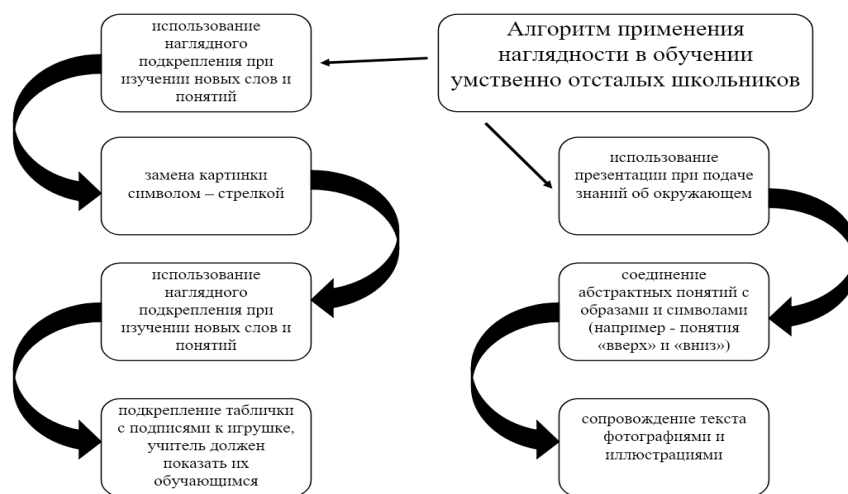 Алгоритм применения
наглядности в обучении
умственно отсталых школьников
использование
наглядного
подкрепления при
изучении новых слов и
понятий
замена картинки
символом – стрелкой
использование
наглядного
подкрепления при
изучении новых слов и
понятий
подкрепление таблички
с подписями к игрушке,
учитель должен
показать их
обучающимся
использование
презентации при подаче
знаний об окружающем
соединение
абстрактных понятий с
образами и символами
(например - понятия
«вверх» и «вниз»)
сопровождение текста
фотографиями и
иллюстрациями